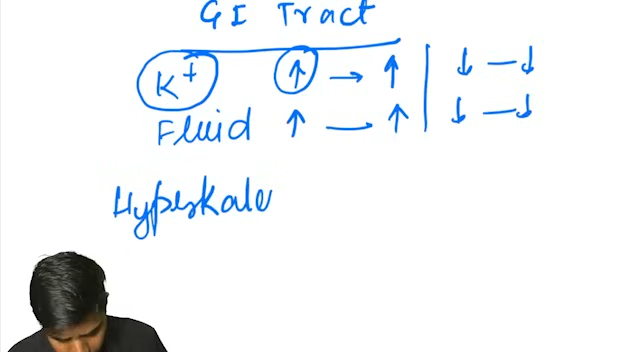 GI Tract
K+ ↑ → ↑ | ↓ — ↓
Fluid ↑ → ↑ | ↓ — ↓
Hyperkale